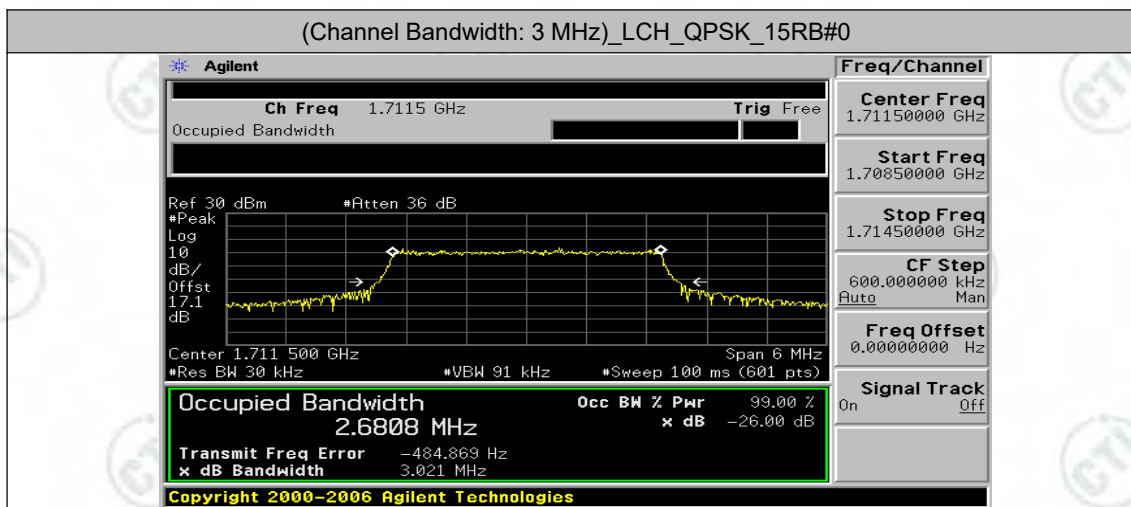 (Channel Bandwidth: 3 MHz)_LCH_QPSK_15RB#0
Agilent
Ch Freq 1.7115 GHz Trig Free
Occupied Bandwidth
Ref 30 dBm #Atten 36 dB
#Peak
Log
10
dB/
Offst
17.1
dB
Center 1.711 500 GHz Span 6 MHz
#Res BW 30 kHz #VBW 91 kHz #Sweep 100 ms (601 pts)
Occupied Bandwidth Occ BW % Pwr 99.00 %
2.6808 MHz x dB -26.00 dB
Transmit Freq Error -484.869 Hz
x dB Bandwidth 3.021 MHz
Copyright 2000-2006 Agilent Technologies
Freq/Channel
Center Freq
1.71150000 GHz
Start Freq
1.70850000 GHz
Stop Freq
1.71450000 GHz
CF Step
600.000000 kHz
Auto Man
Freq Offset
0.00000000 Hz
Signal Track
On Off
CTI
CTI
CTI
CTI
CTI